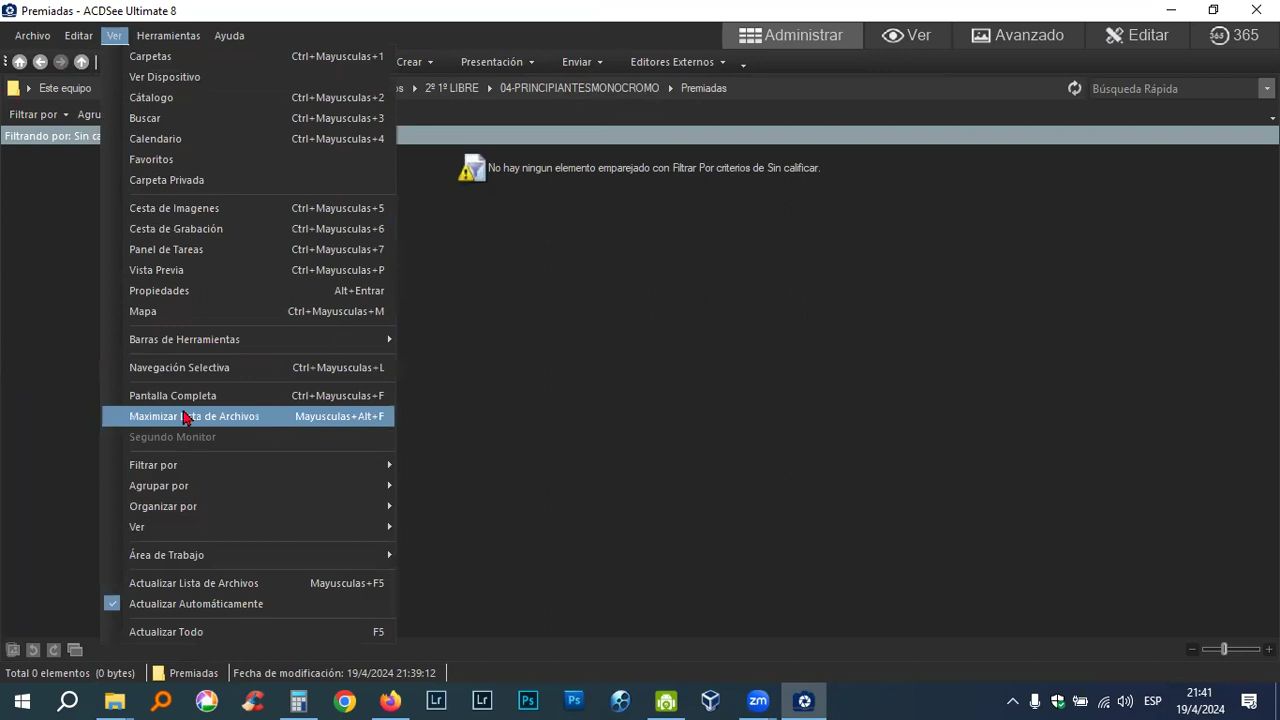 Premiadas - ACDSee Ultimate 8
Archivo Editar Ver Herramientas Ayuda
Administrar Ver Avanzado Editar 365 365
Crear Presentación Enviar Editores Externos
Este equipo 2º 1º LIBRE 04-PRINCIPIANTESMONOCROMO Premiadas Búsqueda Rápida
Filtrar por
Filtrando por: Sin
No hay ningun elemento emparejado con Filtrar Por criterios de Sin calificar.
Carpetas Ctrl+Mayusculas+1
Ver Dispositivo
Cátalogo Ctrl+Mayusculas+2
Buscar Ctrl+Mayusculas+3
Calendario Ctrl+Mayusculas+4
Favoritos
Carpeta Privada
Cesta de Imagenes Ctrl+Mayusculas+5
Cesta de Grabación Ctrl+Mayusculas+6
Panel de Tareas Ctrl+Mayusculas+7
Vista Previa Ctrl+Mayusculas+P
Propiedades Alt+Entrar
Mapa Ctrl+Mayusculas+M
Barras de Herramientas
Navegación Selectiva Ctrl+Mayusculas+L
Pantalla Completa Ctrl+Mayusculas+F
Maximizar Lista de Archivos Mayusculas+Alt+F
Segundo Monitor
Filtrar por
Agrupar por
Organizar por
Ver
Área de Trabajo
Actualizar Lista de Archivos Mayusculas+F5
Actualizar Automáticamente
Actualizar Todo F5
Total 0 elementos (0 bytes) Premiadas Fecha de modificación: 19/4/2024 21:39:12
Lr Lr Ps Ps zm ESP 21:41
19/4/2024